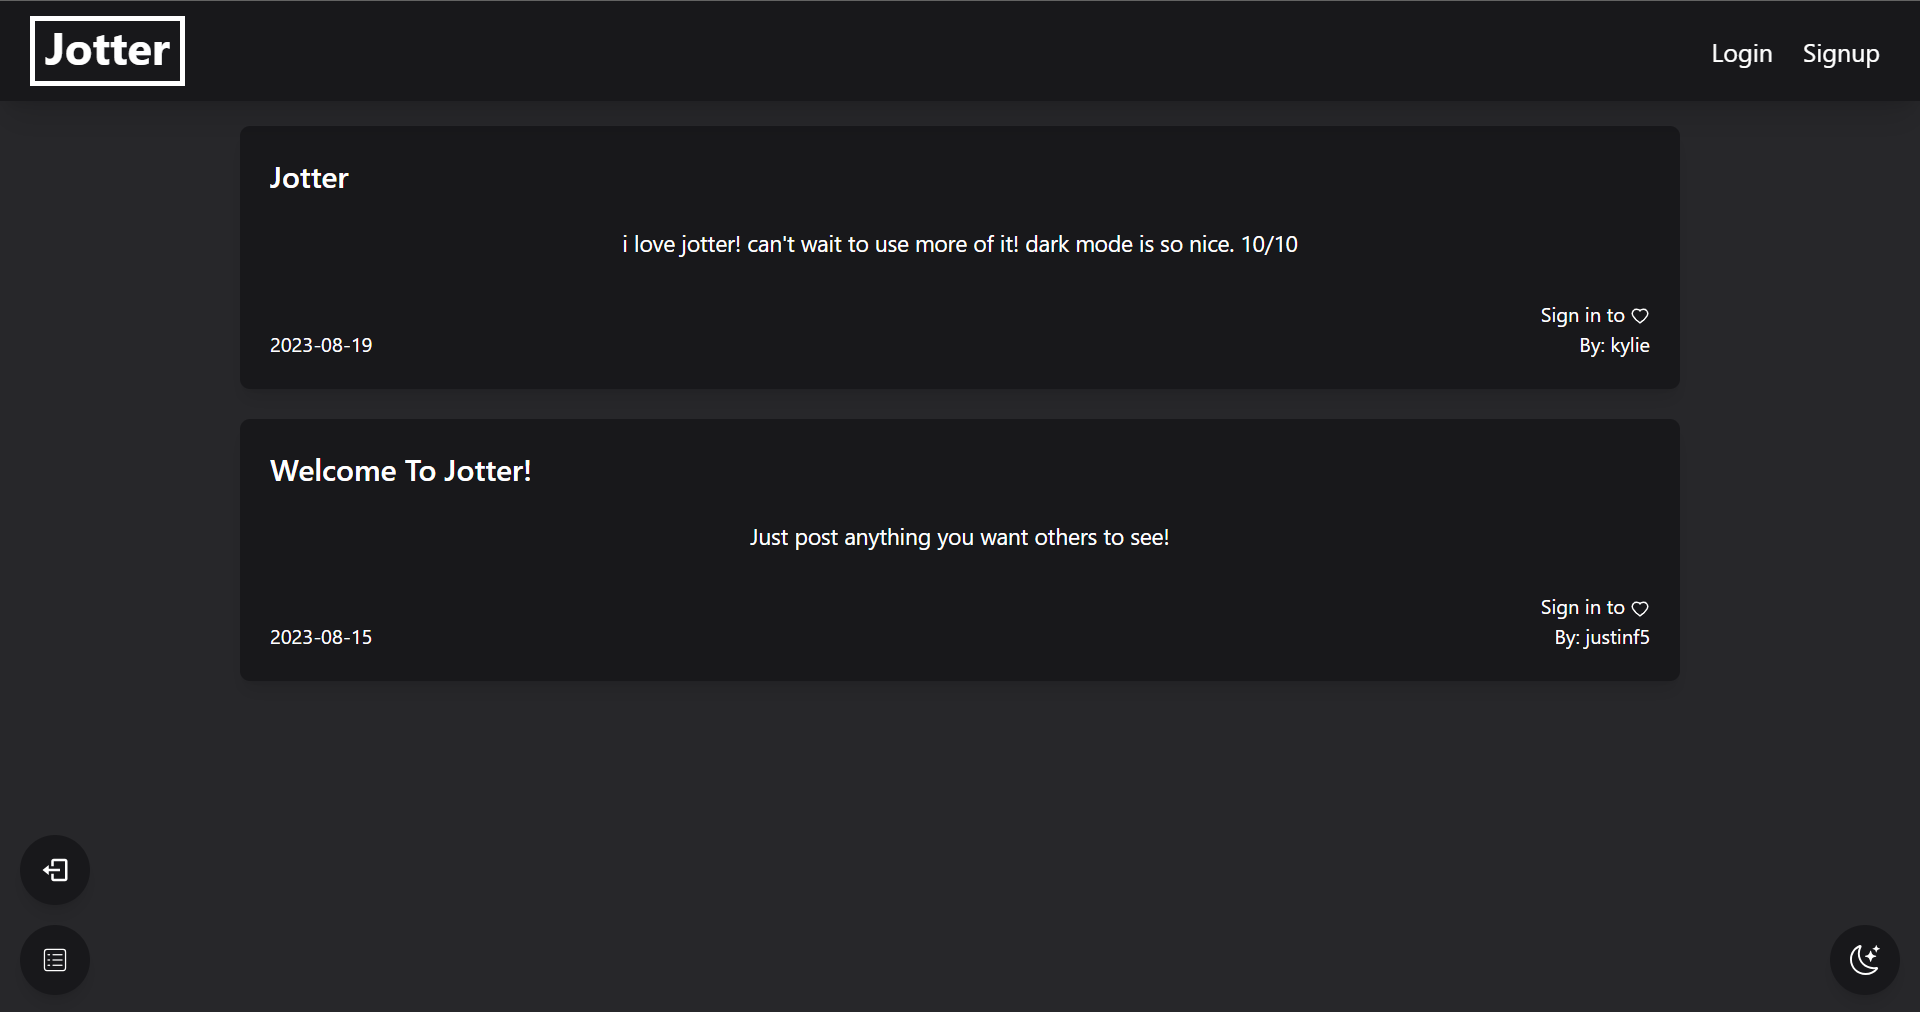 Jotter
Login Signup
Jotter
i love jotter! can't wait to use more of it! dark mode is so nice. 10/10
Sign in to
2023-08-19 By: kylie
Welcome To Jotter!
Just post anything you want others to see!
Sign in to
2023-08-15 By: justinf5